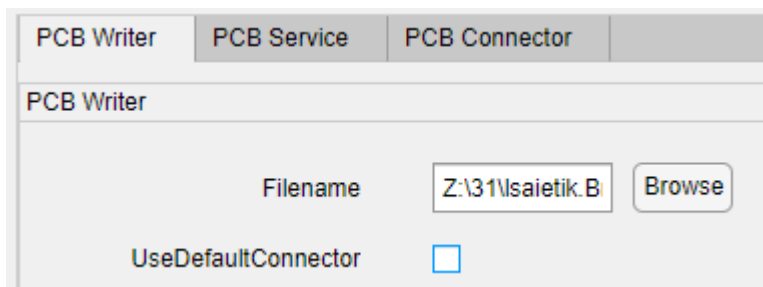 PCB Writer PCB Service PCB Connector
PCB Writer
Filename Z:\31\Isaietik.B Browse
UseDefaultConnector